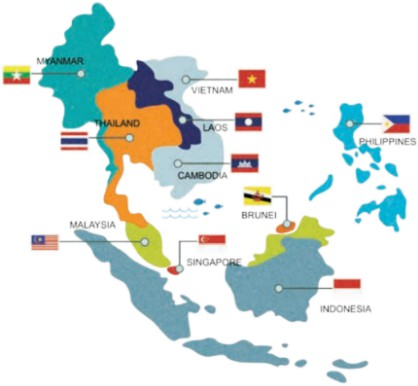 MYANMAR
VIETNAM
THAILAND
LAOS
PHILIPPINES
CAMBODIA
BRUNEI
MALAYSIA
SINGAPORE
INDONESIA